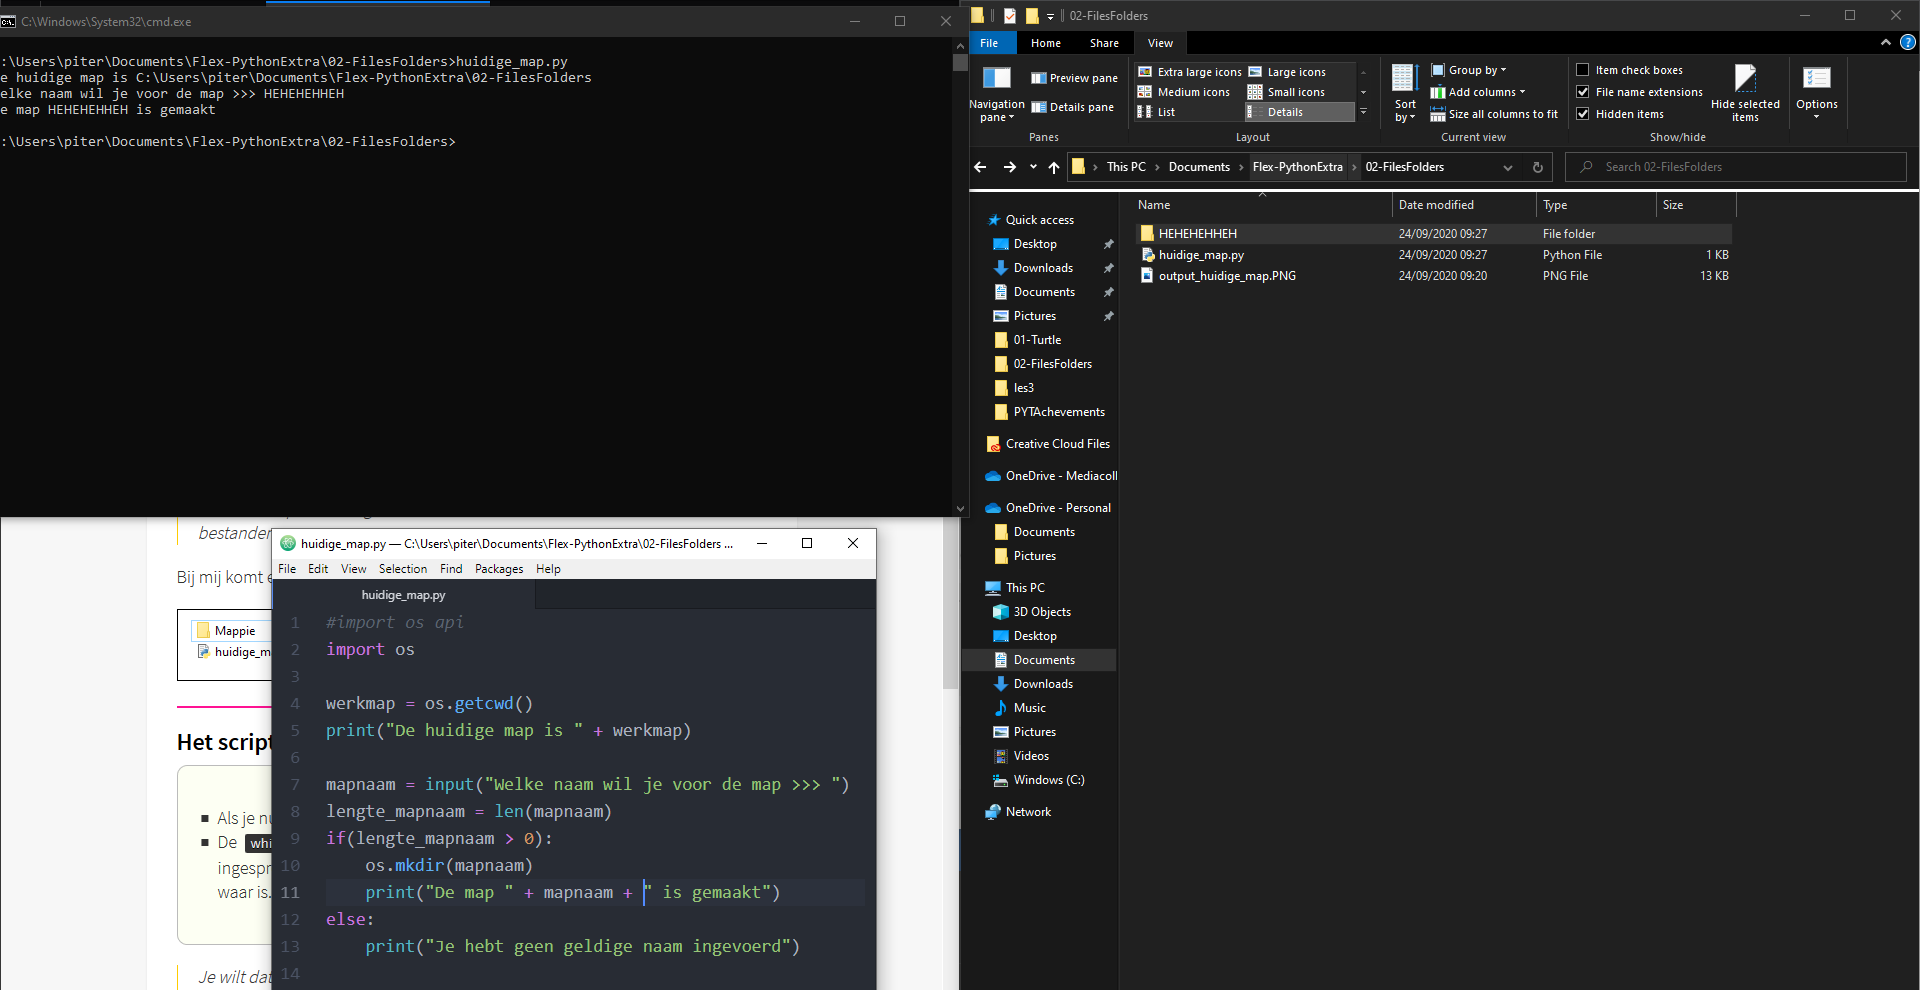 C:\Windows\System32\cmd.exe
:\Users\piter\Documents\Flex-PythonExtra\02-FilesFolders>huidige_map.py
e huidige map is C:\Users\piter\Documents\Flex-PythonExtra\02-FilesFolders
elke naam wil je voor de map >>> HEHEHEHHEH
e map HEHEHEHHEH is gemaakt
:\Users\piter\Documents\Flex-PythonExtra\02-FilesFolders>
bestander
Bij mij komt e
Mappie
huidige_m
Het script
Als je nu
De whi
ingespr
waar is.
Je wilt dat
huidige_map.py — C:\Users\piter\Documents\Flex-PythonExtra\02-FilesFolders ...
File Edit View Selection Find Packages Help
huidige_map.py
1 #import os api
2 import os
3
4 werkmap = os.getcwd()
5 print("De huidige map is " + werkmap)
6
7 mapnaam = input("Welke naam wil je voor de map >>> ")
8 lengte_mapnaam = len(mapnaam)
9 if(lengte_mapnaam > 0):
10 os.mkdir(mapnaam)
11 print("De map " + mapnaam + " is gemaakt")
12 else:
13 print("Je hebt geen geldige naam ingevoerd")
14
02-FilesFolders
File Home Share View
Navigation pane
Preview pane
Details pane
Panes
Extra large icons Large icons
Medium icons Small icons
List Details
Layout
Sort by
Group by
Add columns
Size all columns to fit
Current view
Item check boxes
File name extensions
Hidden items
Hide selected items
Show/hide
Options
This PC > Documents > Flex-PythonExtra > 02-FilesFolders
Search 02-FilesFolders
Quick access
Desktop
Downloads
Documents
Pictures
01-Turtle
02-FilesFolders
les3
PYTAchevements
Creative Cloud Files
OneDrive - Mediacoll
OneDrive - Personal
Documents
Pictures
This PC
3D Objects
Desktop
Documents
Downloads
Music
Pictures
Videos
Windows (C:)
Network
Name Date modified Type Size
HEHEHEHHEH 24/09/2020 09:27 File folder
huidige_map.py 24/09/2020 09:27 Python File 1 KB
output_huidige_map.PNG 24/09/2020 09:20 PNG File 13 KB